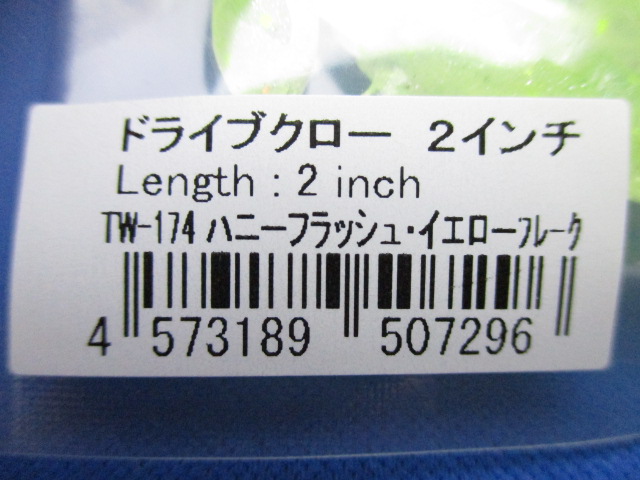 ドライブクロー 2インチ
Length : 2 inch
TW-174 ハニーフラッシュ・イエローフレーク
4 573189 507296